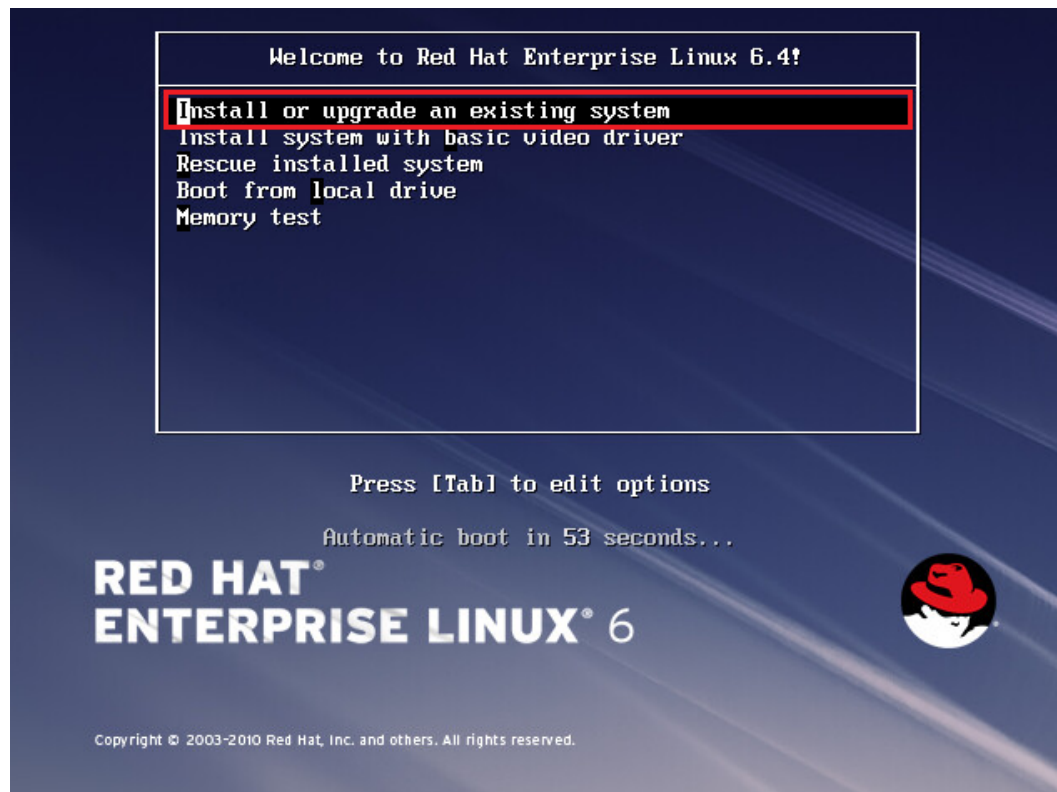 Welcome to Red Hat Enterprise Linux 6.4!
Install or upgrade an existing system
Install system with basic video driver
Rescue installed system
Boot from local drive
Memory test
Press [Tab] to edit options
Automatic boot in 53 seconds...
RED HAT®
ENTERPRISE LINUX® 6
Copyright © 2003-2010 Red Hat, Inc. and others. All rights reserved.